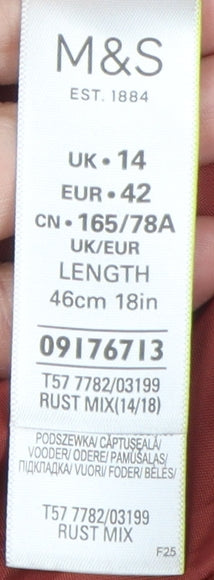 M&S
EST. 1884
UK • 14
EUR • 42
CN • 165/78A
UK/EUR
LENGTH
46cm 18in
09176713
T57 7782/03199
RUST MIX(14/18)
PODSZEWKA/ CĂPTUȘEALĂ/
VOODER/ ODERE/ PAMUŠALAS/
ПІДКЛАДКА/ VUORI/ FODER/ BÉLÉS/
T57 7782/03199
RUST MIX
F25